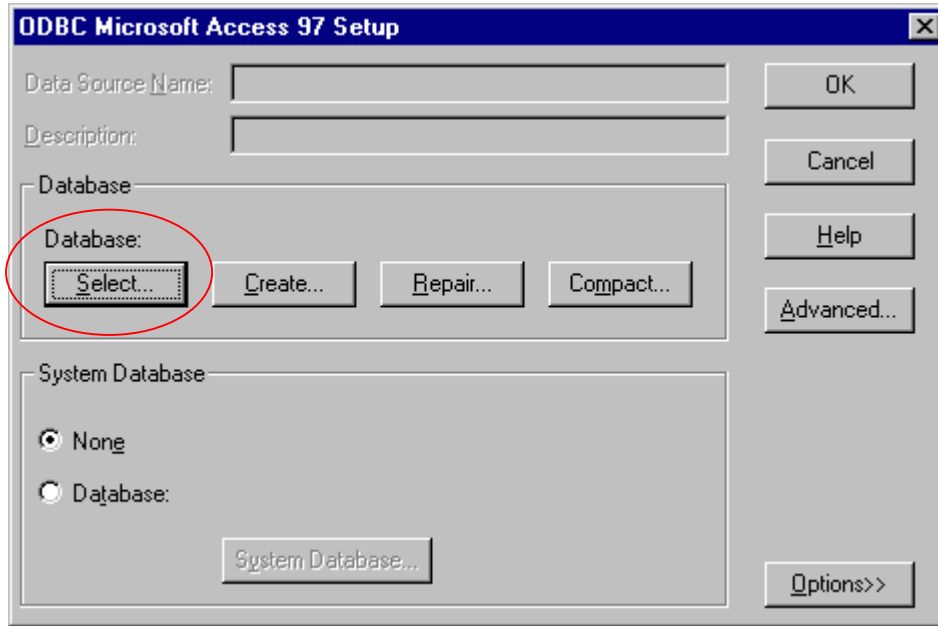 ODBC Microsoft Access 97 Setup
Data Source Name:
OK
Description:
Cancel
Database
Database:
Help
Select...
Create...
Repair...
Compact...
Advanced...
System Database
None
Database:
System Database...
Options>>